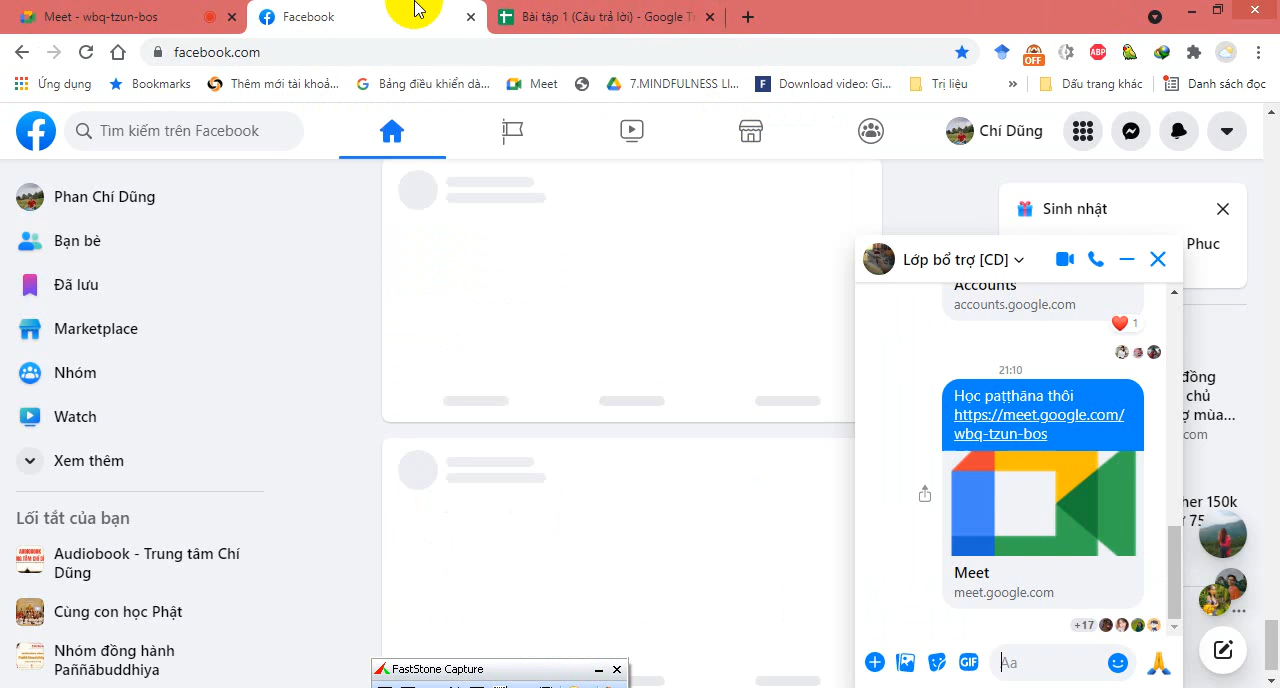 Meet - wbq-tzun-bos
Facebook
Bài tập 1 (Câu trả lời) - Google Tr
facebook.com
OFF
ABP
Ứng dụng
Bookmarks
Thêm mới tài khoả...
Bảng điều khiển dà...
Meet
7.MINDFULNESS LI...
Download video: Gi...
Trị liệu
»
Dấu trang khác
Danh sách đọc
Tìm kiếm trên Facebook
Chí Dũng
Phan Chí Dũng
Bạn bè
Đã lưu
Marketplace
Nhóm
Watch
Xem thêm
Lối tắt của bạn
Audiobook - Trung tâm Chí
Dũng
Cùng con học Phật
Nhóm đồng hành
Paññābuddhiya
FastStone Capture
Sinh nhật
Phuc
Lớp bổ trợ [CD]
Accounts
accounts.google.com
1
21:10
Học paṭṭhāna thôi
https://meet.google.com/
wbq-tzun-bos
Meet
meet.google.com
+17
GIF
Aa
đồng
chủ
ợ mùa...
.com
her 150k